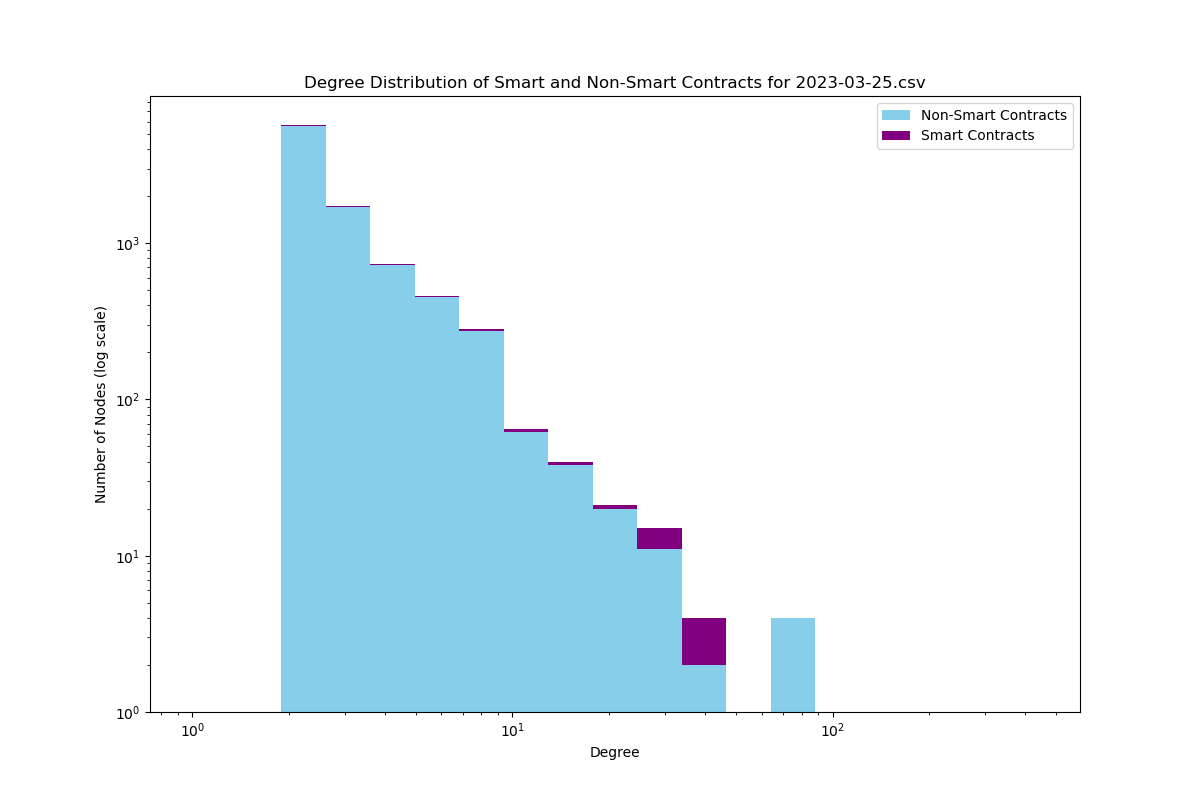 Degree Distribution of Smart and Non-Smart Contracts for 2023-03-25.csv
Non-Smart Contracts
Smart Contracts
Number of Nodes (log scale)
10³
10²
10¹
10⁰
10⁰ 10¹ 10²
Degree